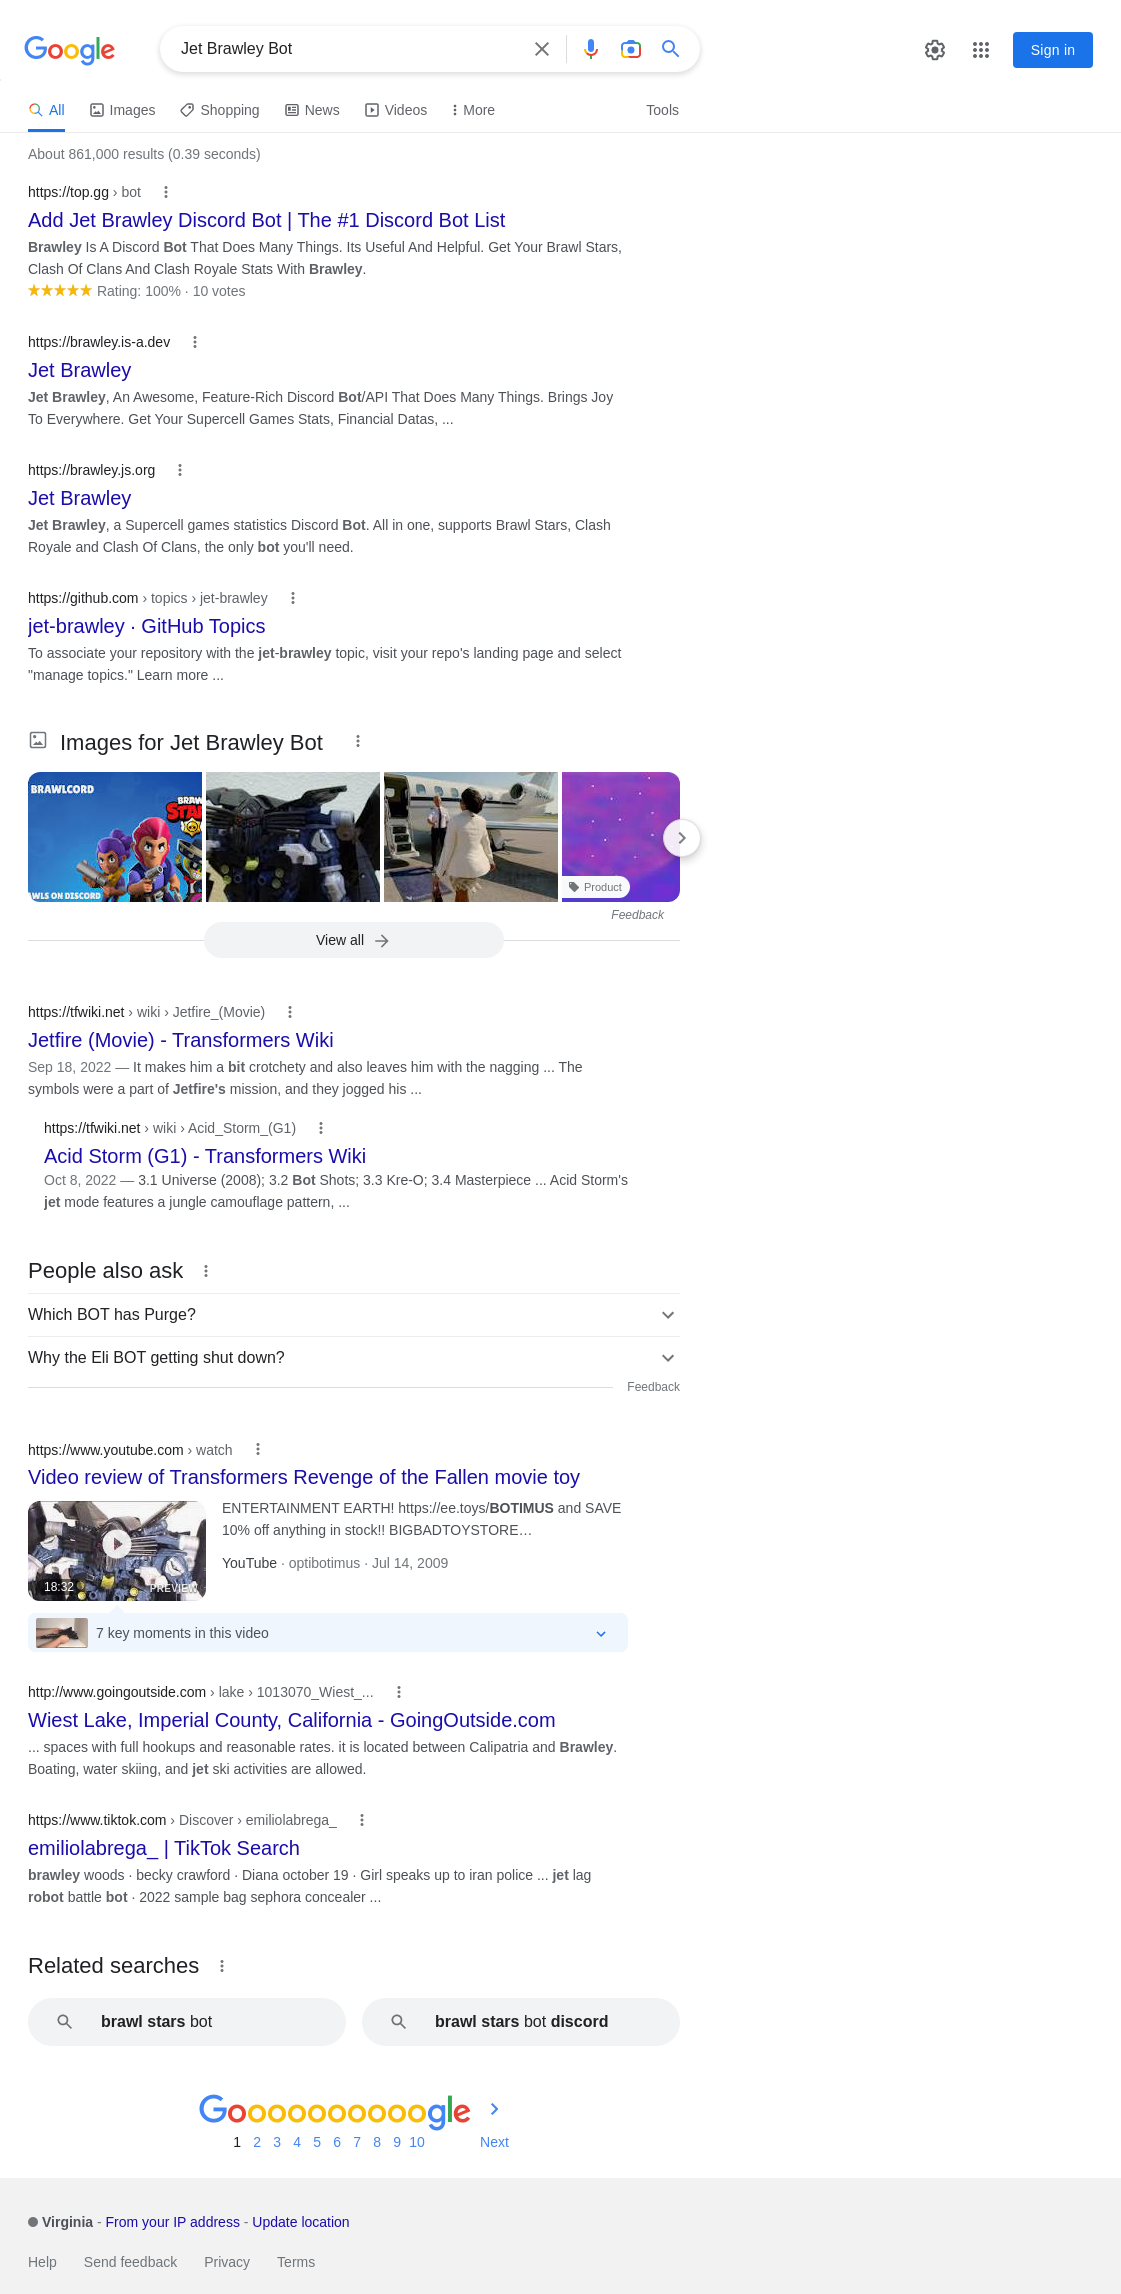 Google
Jet Brawley Bot
Sign in
All
Images
Shopping
News
Videos
More
Tools
About 861,000 results (0.39 seconds)
https://top.gg › bot
Add Jet Brawley Discord Bot | The #1 Discord Bot List
Brawley Is A Discord Bot That Does Many Things. Its Useful And Helpful. Get Your Brawl Stars,
Clash Of Clans And Clash Royale Stats With Brawley.
Rating: 100% · 10 votes
https://brawley.is-a.dev
Jet Brawley
Jet Brawley, An Awesome, Feature-Rich Discord Bot/API That Does Many Things. Brings Joy
To Everywhere. Get Your Supercell Games Stats, Financial Datas, ...
https://brawley.js.org
Jet Brawley
Jet Brawley, a Supercell games statistics Discord Bot. All in one, supports Brawl Stars, Clash
Royale and Clash Of Clans, the only bot you'll need.
https://github.com › topics › jet-brawley
jet-brawley · GitHub Topics
To associate your repository with the jet-brawley topic, visit your repo's landing page and select
"manage topics." Learn more ...
Images for Jet Brawley Bot
BRAWLCORD
AWLS ON DISCORD
Product
Feedback
View all
https://tfwiki.net › wiki › Jetfire_(Movie)
Jetfire (Movie) - Transformers Wiki
Sep 18, 2022 — It makes him a bit crotchety and also leaves him with the nagging ... The
symbols were a part of Jetfire's mission, and they jogged his ...
https://tfwiki.net › wiki › Acid_Storm_(G1)
Acid Storm (G1) - Transformers Wiki
Oct 8, 2022 — 3.1 Universe (2008); 3.2 Bot Shots; 3.3 Kre-O; 3.4 Masterpiece ... Acid Storm's
jet mode features a jungle camouflage pattern, ...
People also ask
Which BOT has Purge?
Why the Eli BOT getting shut down?
Feedback
https://www.youtube.com › watch
Video review of Transformers Revenge of the Fallen movie toy
ENTERTAINMENT EARTH! https://ee.toys/BOTIMUS and SAVE
10% off anything in stock!! BIGBADTOYSTORE…
YouTube · optibotimus · Jul 14, 2009
18:32
PREVIEW
7 key moments in this video
http://www.goingoutside.com › lake › 1013070_Wiest_...
Wiest Lake, Imperial County, California - GoingOutside.com
... spaces with full hookups and reasonable rates. it is located between Calipatria and Brawley.
Boating, water skiing, and jet ski activities are allowed.
https://www.tiktok.com › Discover › emiliolabrega_
emiliolabrega_ | TikTok Search
brawley woods · becky crawford · Diana october 19 · Girl speaks up to iran police ... jet lag
robot battle bot · 2022 sample bag sephora concealer ...
Related searches
brawl stars bot
brawl stars bot discord
Goooooooooogle
1 2 3 4 5 6 7 8 9 10 Next
Virginia - From your IP address - Update location
Help
Send feedback
Privacy
Terms